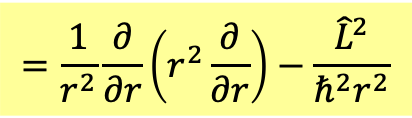 = 1/r² ∂/∂r (r² ∂/∂r) − L̂²/ħ²r²